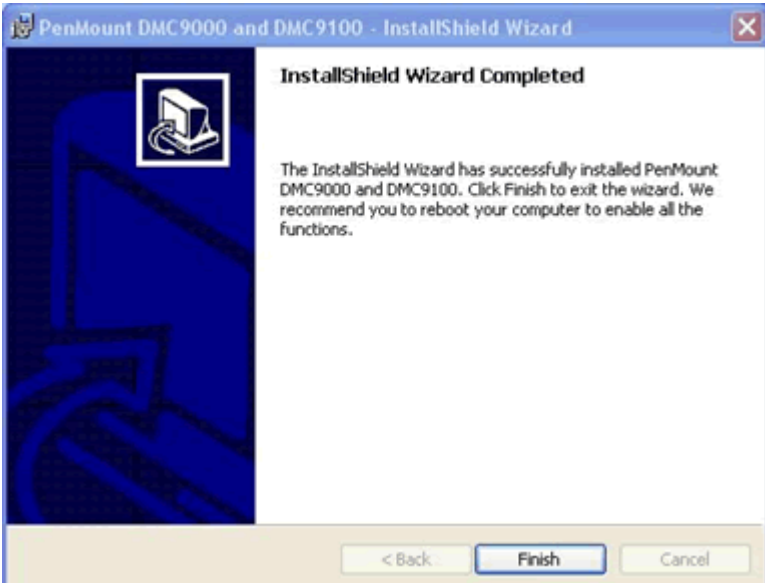 PenMount DMC9000 and DMC9100 - InstallShield Wizard
InstallShield Wizard Completed
The InstallShield Wizard has successfully installed PenMount
DMC9000 and DMC9100. Click Finish to exit the wizard. We
recommend you to reboot your computer to enable all the
functions.
< Back
Finish
Cancel